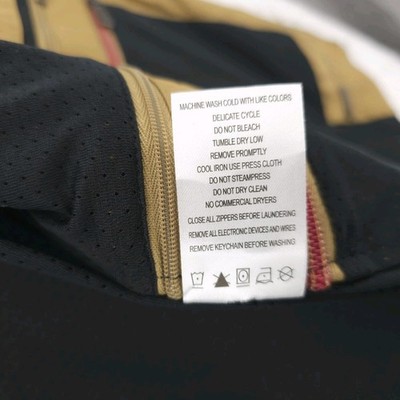 MACHINE WASH COLD WITH LIKE COLORS
DELICATE CYCLE
DO NOT BLEACH
TUMBLE DRY LOW
REMOVE PROMPTLY
COOL IRON USE PRESS CLOTH
DO NOT STEAMPRESS
DO NOT DRY CLEAN
NO COMMERCIAL DRYERS
CLOSE ALL ZIPPERS BEFORE LAUNDERING
REMOVE ALL ELECTRONIC DEVICES AND WIRES
REMOVE KEYCHAIN BEFORE WASHING